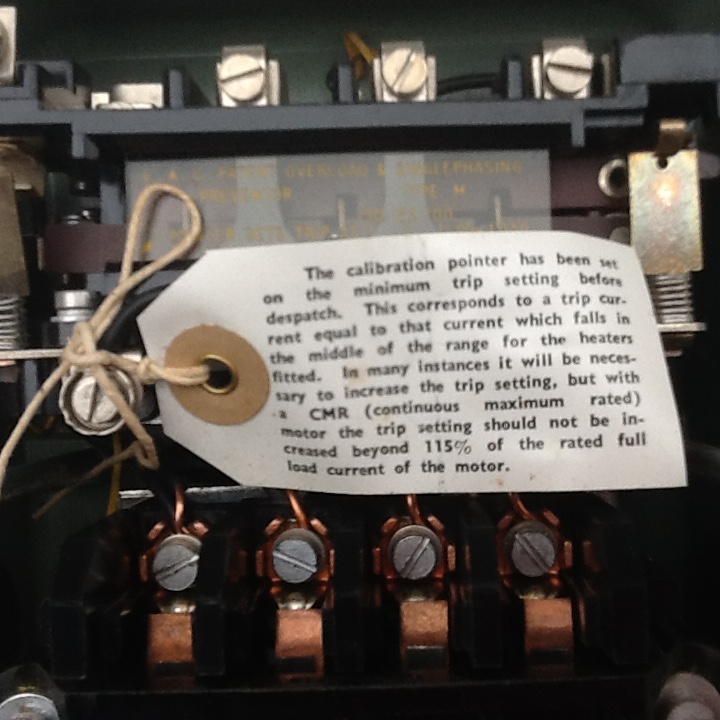 OVERLOAD & SINGLEPHASING
TYPE M
The calibration pointer has been set
on the minimum trip setting before
despatch. This corresponds to a trip cur-
rent equal to that current which falls in
the middle of the range for the heaters
fitted. In many instances it will be neces-
sary to increase the trip setting, but with
a CMR (continuous maximum rated)
motor the trip setting should not be in-
creased beyond 115% of the rated full
load current of the motor.